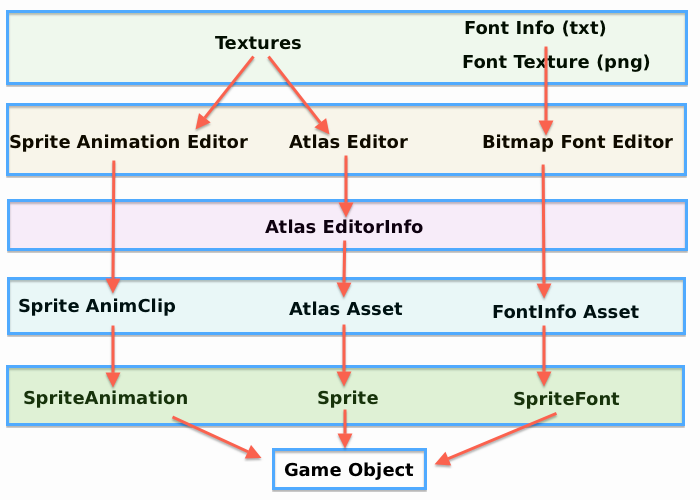 Textures
Font Info (txt)
Font Texture (png)
Sprite Animation Editor
Atlas Editor
Bitmap Font Editor
Atlas EditorInfo
Sprite AnimClip
Atlas Asset
FontInfo Asset
SpriteAnimation
Sprite
SpriteFont
Game Object